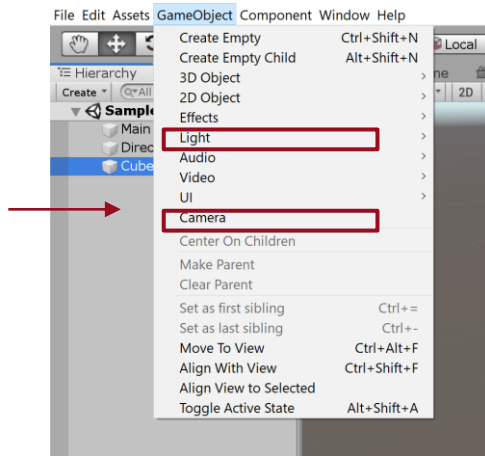 File Edit Assets GameObject Component Window Help
Local
Hierarchy
Create All 2D
Sample
Main
Direc
Cube
Create Empty Ctrl+Shift+N
Create Empty Child Alt+Shift+N
3D Object
2D Object
Effects
Light
Audio
Video
UI
Camera
Center On Children
Make Parent
Clear Parent
Set as first sibling Ctrl+=
Set as last sibling Ctrl+-
Move To View Ctrl+Alt+F
Align With View Ctrl+Shift+F
Align View to Selected
Toggle Active State Alt+Shift+A